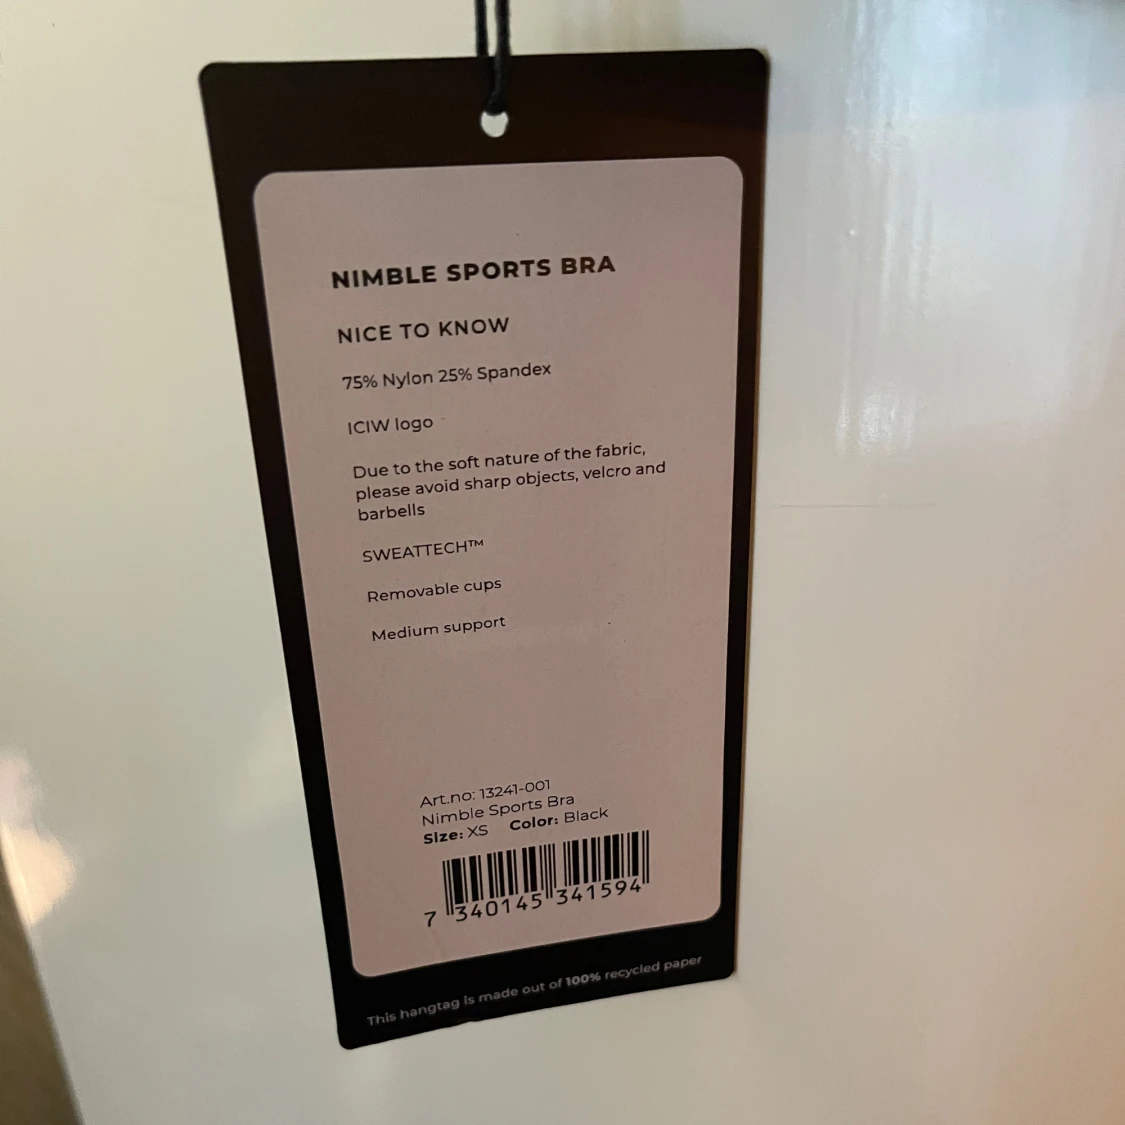 NIMBLE SPORTS BRA
NICE TO KNOW
75% Nylon 25% Spandex
ICIW logo
Due to the soft nature of the fabric,
please avoid sharp objects, velcro and
barbells
SWEATTECH™
Removable cups
Medium support
Art.no: 13241-001
Nimble Sports Bra
Size: XS Color: Black
7 340145 341594
This hangtag is made out of 100% recycled paper